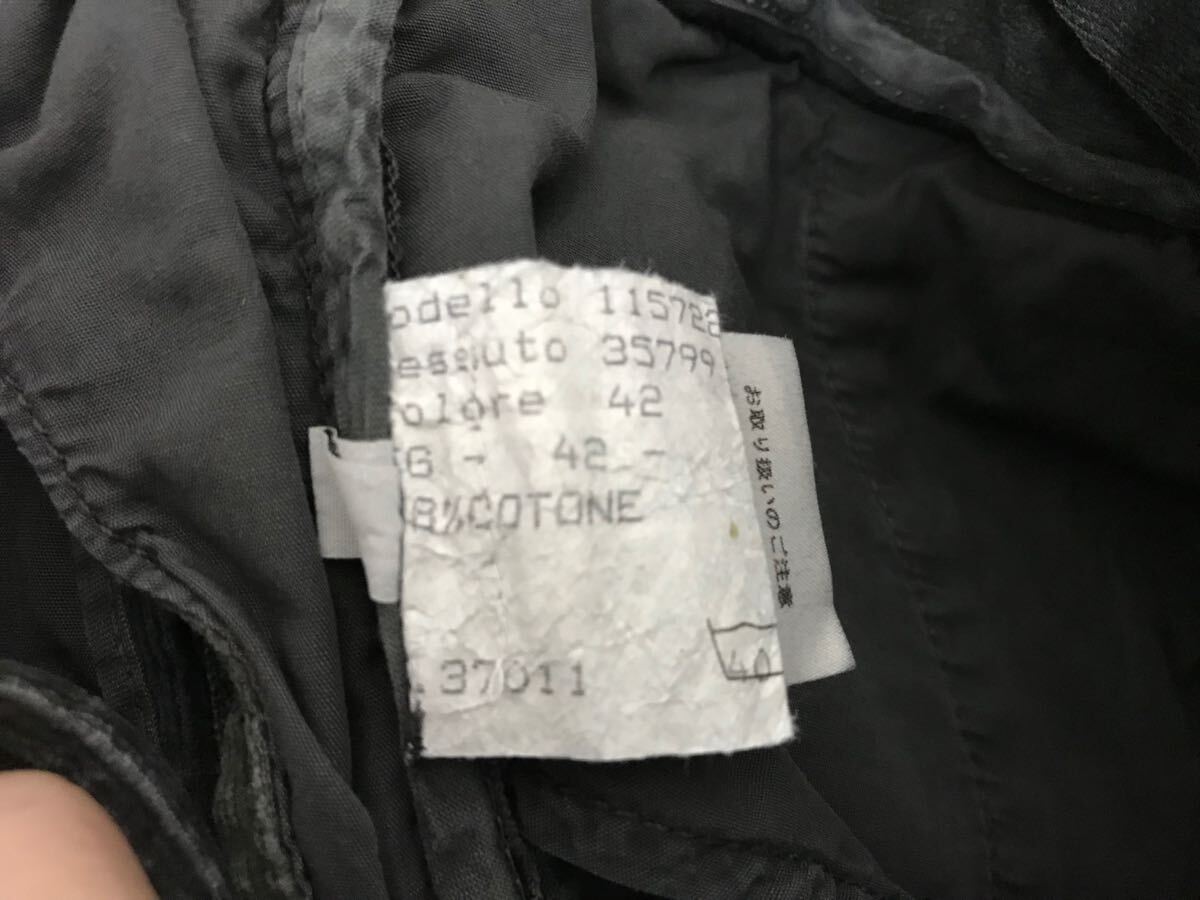 odello 115722
essuto 35799
olore 42
G - 42 -
8%COTONE
.37011
40
お取り扱いのご注意